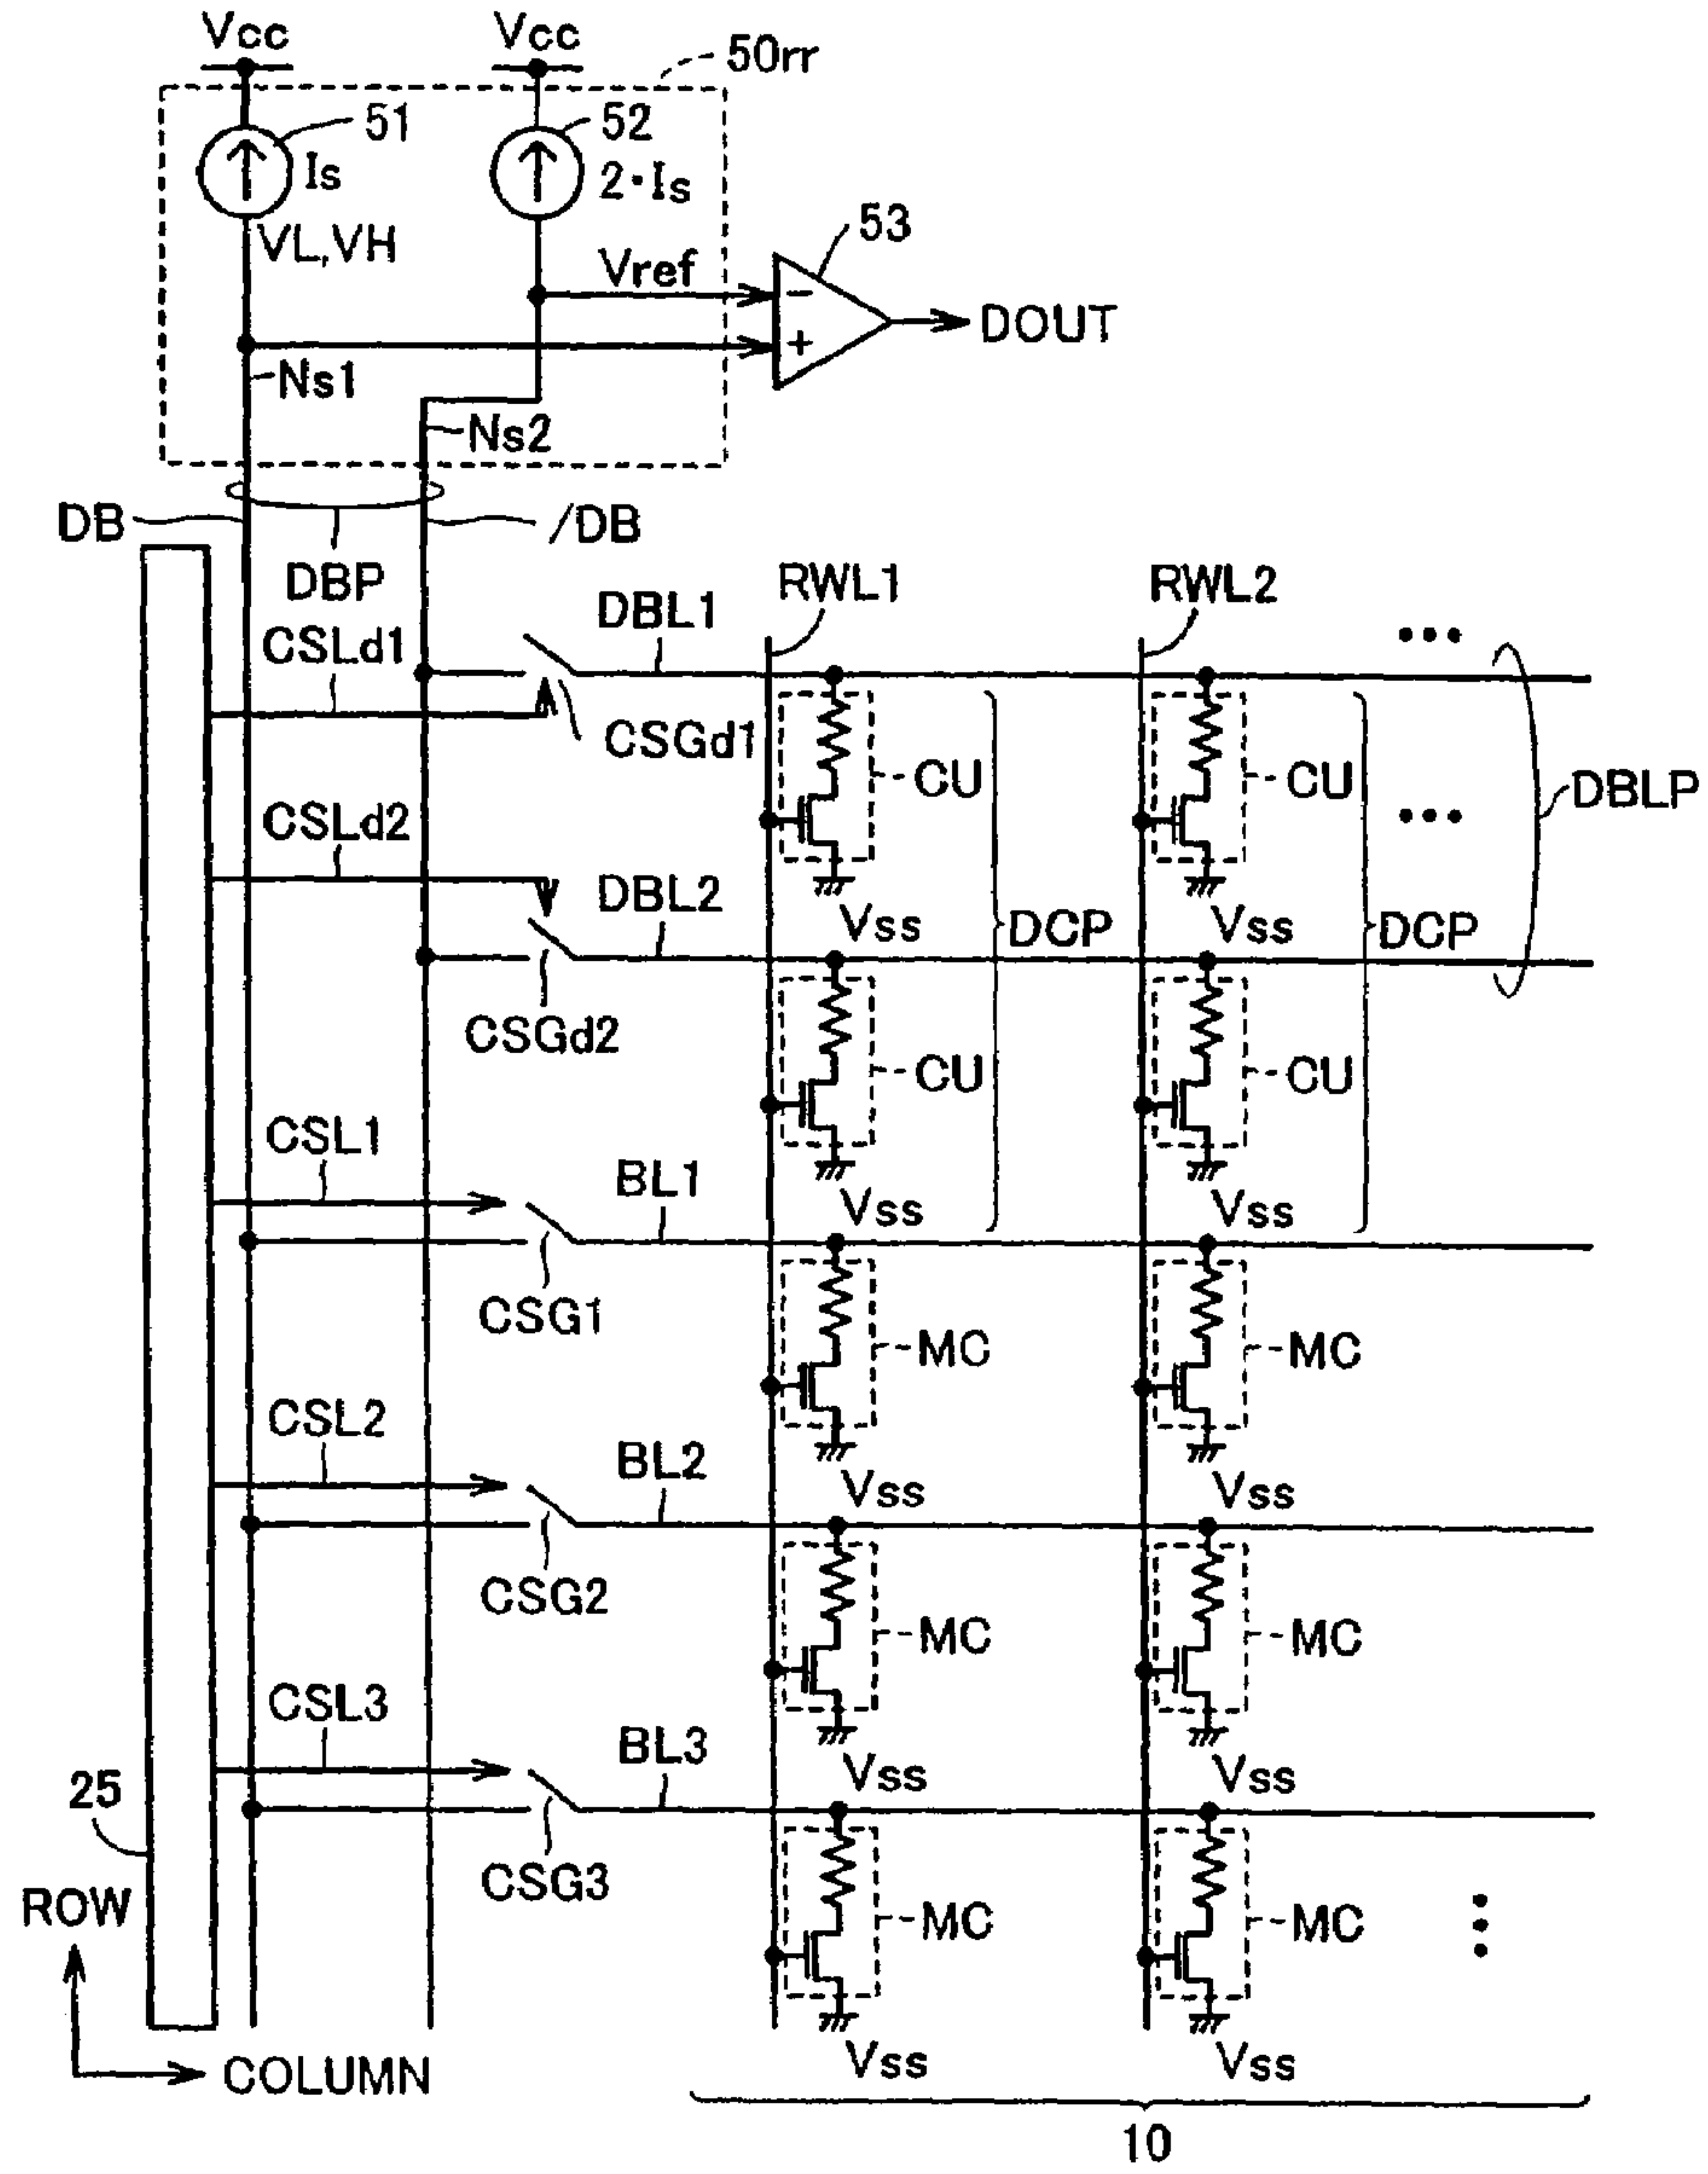 Vcc Vcc
50rr
51 52
Is 2·Is
VL,VH
53
Vref
−
DOUT
+
Ns1
Ns2
DB /DB
DBP
RWL1 RWL2
DBL1
CSLd1
•••
CSGd1
CU CU
DBLP
CSLd2
•••
DBL2
Vss Vss
DCP DCP
CSGd2
CU CU
CSL1
BL1
Vss Vss
CSG1
MC MC
CSL2
BL2
Vss Vss
CSG2
MC MC
CSL3
BL3
Vss Vss
25
CSG3
ROW
MC MC
Vss Vss
COLUMN
10